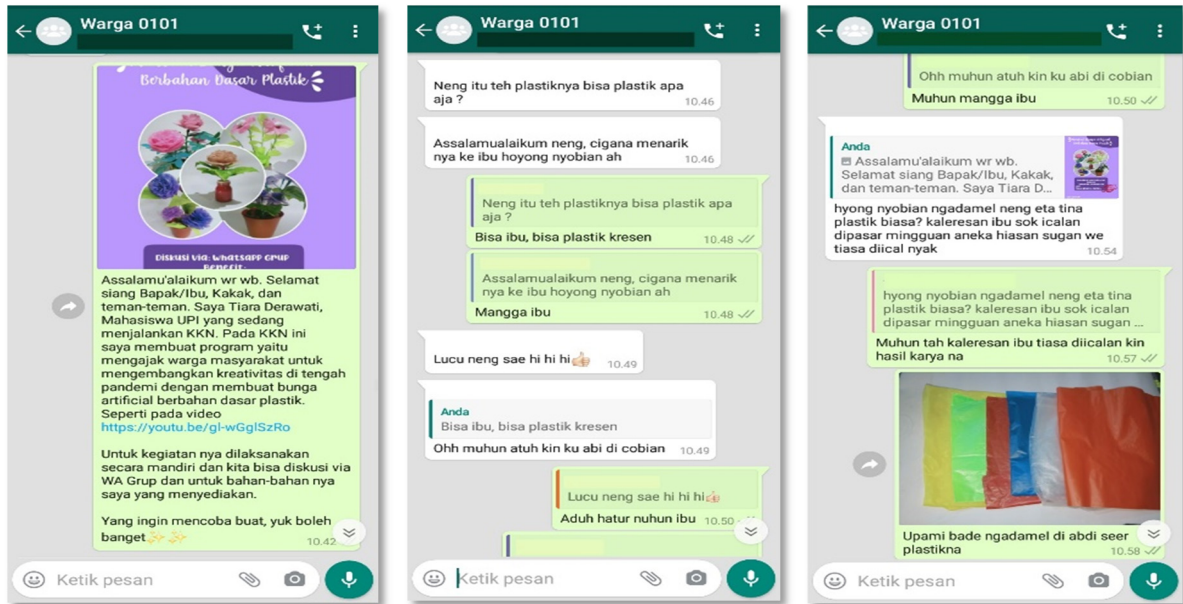 Warga 0101
Berbahan Dasar Plastik
Diskusi via: WhatsApp Grup
Benefit:
Assalamu'alaikum wr wb. Selamat
siang Bapak/Ibu, Kakak, dan
teman-teman. Saya Tiara Derawati,
Mahasiswa UPI yang sedang
menjalankan KKN. Pada KKN ini
saya membuat program yaitu
mengajak warga masyarakat untuk
mengembangkan kreativitas di tengah
pandemi dengan membuat bunga
artificial berbahan dasar plastik.
Seperti pada video
https://youtu.be/gl-wGglSzRo
Untuk kegiatan nya dilaksanakan
secara mandiri dan kita bisa diskusi via
WA Grup dan untuk bahan-bahan nya
saya yang menyediakan.
Yang ingin mencoba buat, yuk boleh
banget✨✨
10.42
Ketik pesan
Warga 0101
Neng itu teh plastiknya bisa plastik apa
aja ?
10.46
Assalamualaikum neng, cigana menarik
nya ke ibu hoyong nyobian ah
10.46
Neng itu teh plastiknya bisa plastik apa
aja ?
Bisa ibu, bisa plastik kresen
10.48
Assalamualaikum neng, cigana menarik
nya ke ibu hoyong nyobian ah
Mangga ibu
10.48
Lucu neng sae hi hi hi👍🏻
10.49
Anda
Bisa ibu, bisa plastik kresen
Ohh muhun atuh kin ku abi di cobian
10.49
Lucu neng sae hi hi hi👍🏻
Aduh hatur nuhun ibu
10.50
Ketik pesan
Warga 0101
Ohh muhun atuh kin ku abi di cobian
Muhun mangga ibu
10.50
Anda
Assalamu'alaikum wr wb.
Selamat siang Bapak/Ibu, Kakak,
dan teman-teman. Saya Tiara D...
hyong nyobian ngadamel neng eta tina
plastik biasa? kaleresan ibu sok icalan
dipasar mingguan aneka hiasan sugan we
tiasa diical nyak
10.54
hyong nyobian ngadamel neng eta tina
plastik biasa? kaleresan ibu sok icalan
dipasar mingguan aneka hiasan sugan ...
Muhun tah kaleresan ibu tiasa diicalan kin
hasil karya na
10.57
Upami bade ngadamel di abdi seer
plastikna
10.58
Ketik pesan